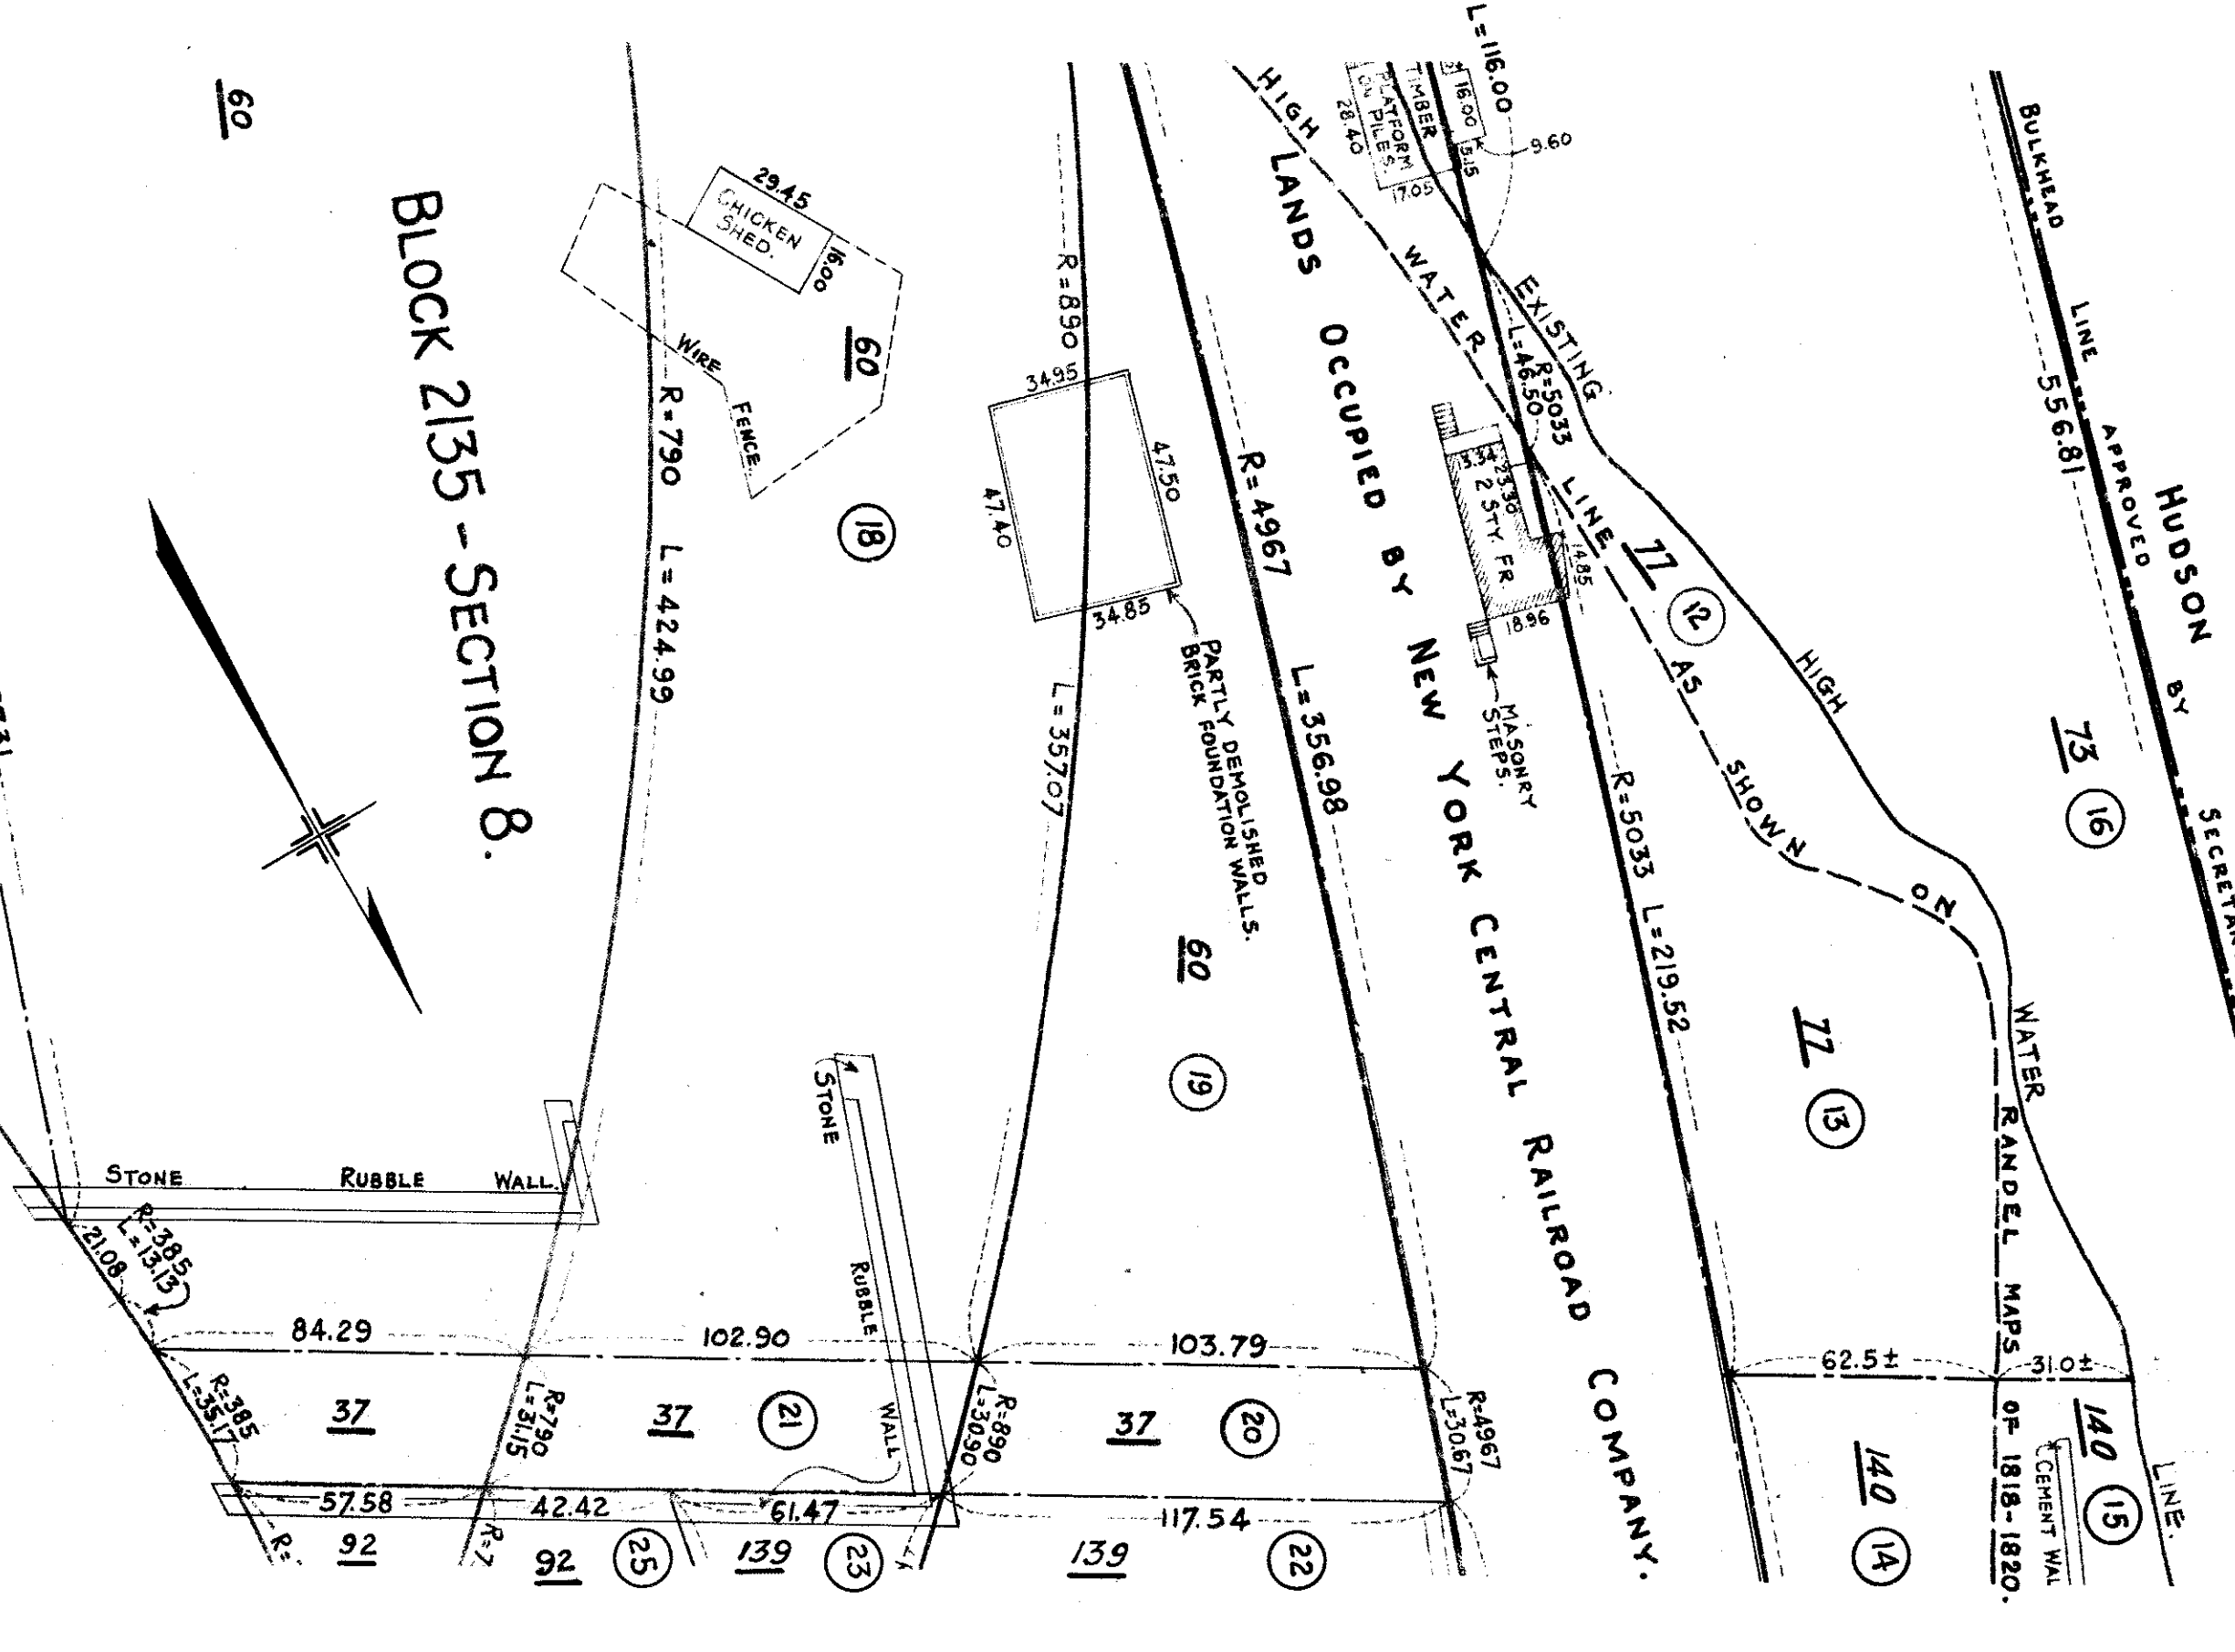 60
BLOCK 2135 - SECTION 8.
29.45
CHICKEN
SHED.
16.00
WIRE
FENCE.
60
18
R=790 L=424.99
R=890
L=357.07
34.95
47.50
47.40
34.85
PARTLY DEMOLISHED
BRICK FOUNDATION WALLS.
R=4967 L=356.98
LANDS OCCUPIED BY NEW YORK CENTRAL RAILROAD COMPANY.
HIGH WATER LINE AS SHOWN ON RANDEL MAPS OF 1818-1820.
EXISTING HIGH WATER LINE.
L=116.00
16.00
9.60
5.15
TIMBER
PLATFORM
ON PILES.
28.40
17.05
R=5033
L=46.50
13.34
23.30
2 STY. FR
14.85
18.96
MASONRY
STEPS.
R=5033 L=219.52
77
12
77
13
BULKHEAD LINE APPROVED BY
556.81
HUDSON
73
16
60
19
STONE RUBBLE WALL.
STONE RUBBLE WALL
R=385
L=13.13
21.08
84.29
102.90
103.79
62.5±
31.0±
R=385
L=35.17
37
R=790
L=31.15
37
21
R=890
L=30.90
37
20
R=4967
L=30.67
140
14
140
15
CEMENT WAL
57.58
42.42
61.47
117.54
R=
92
R=7
92
25
139
23
139
22